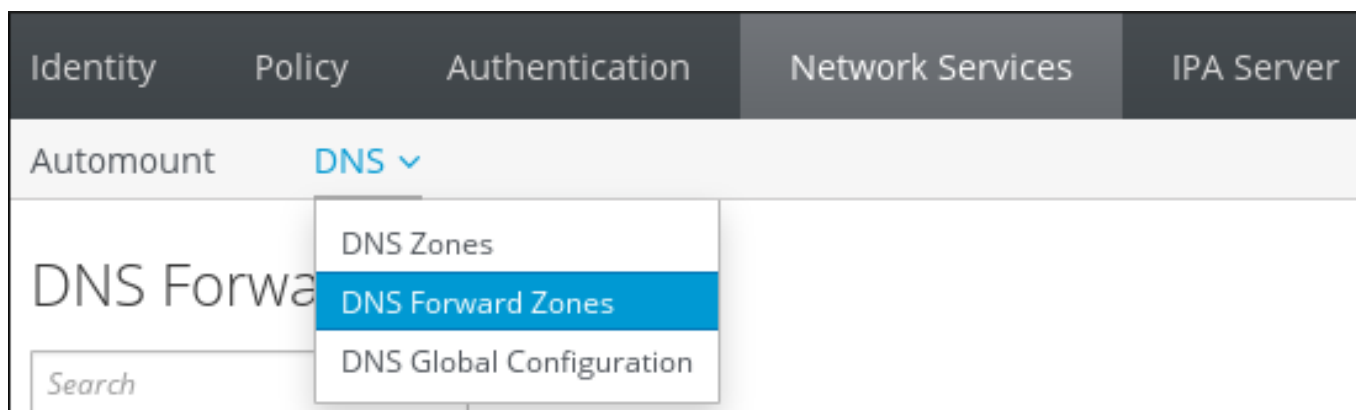 Identity Policy Authentication Network Services IPA Server
Automount DNS
DNS Zones
DNS Forwa
DNS Forward Zones
DNS Global Configuration
Search